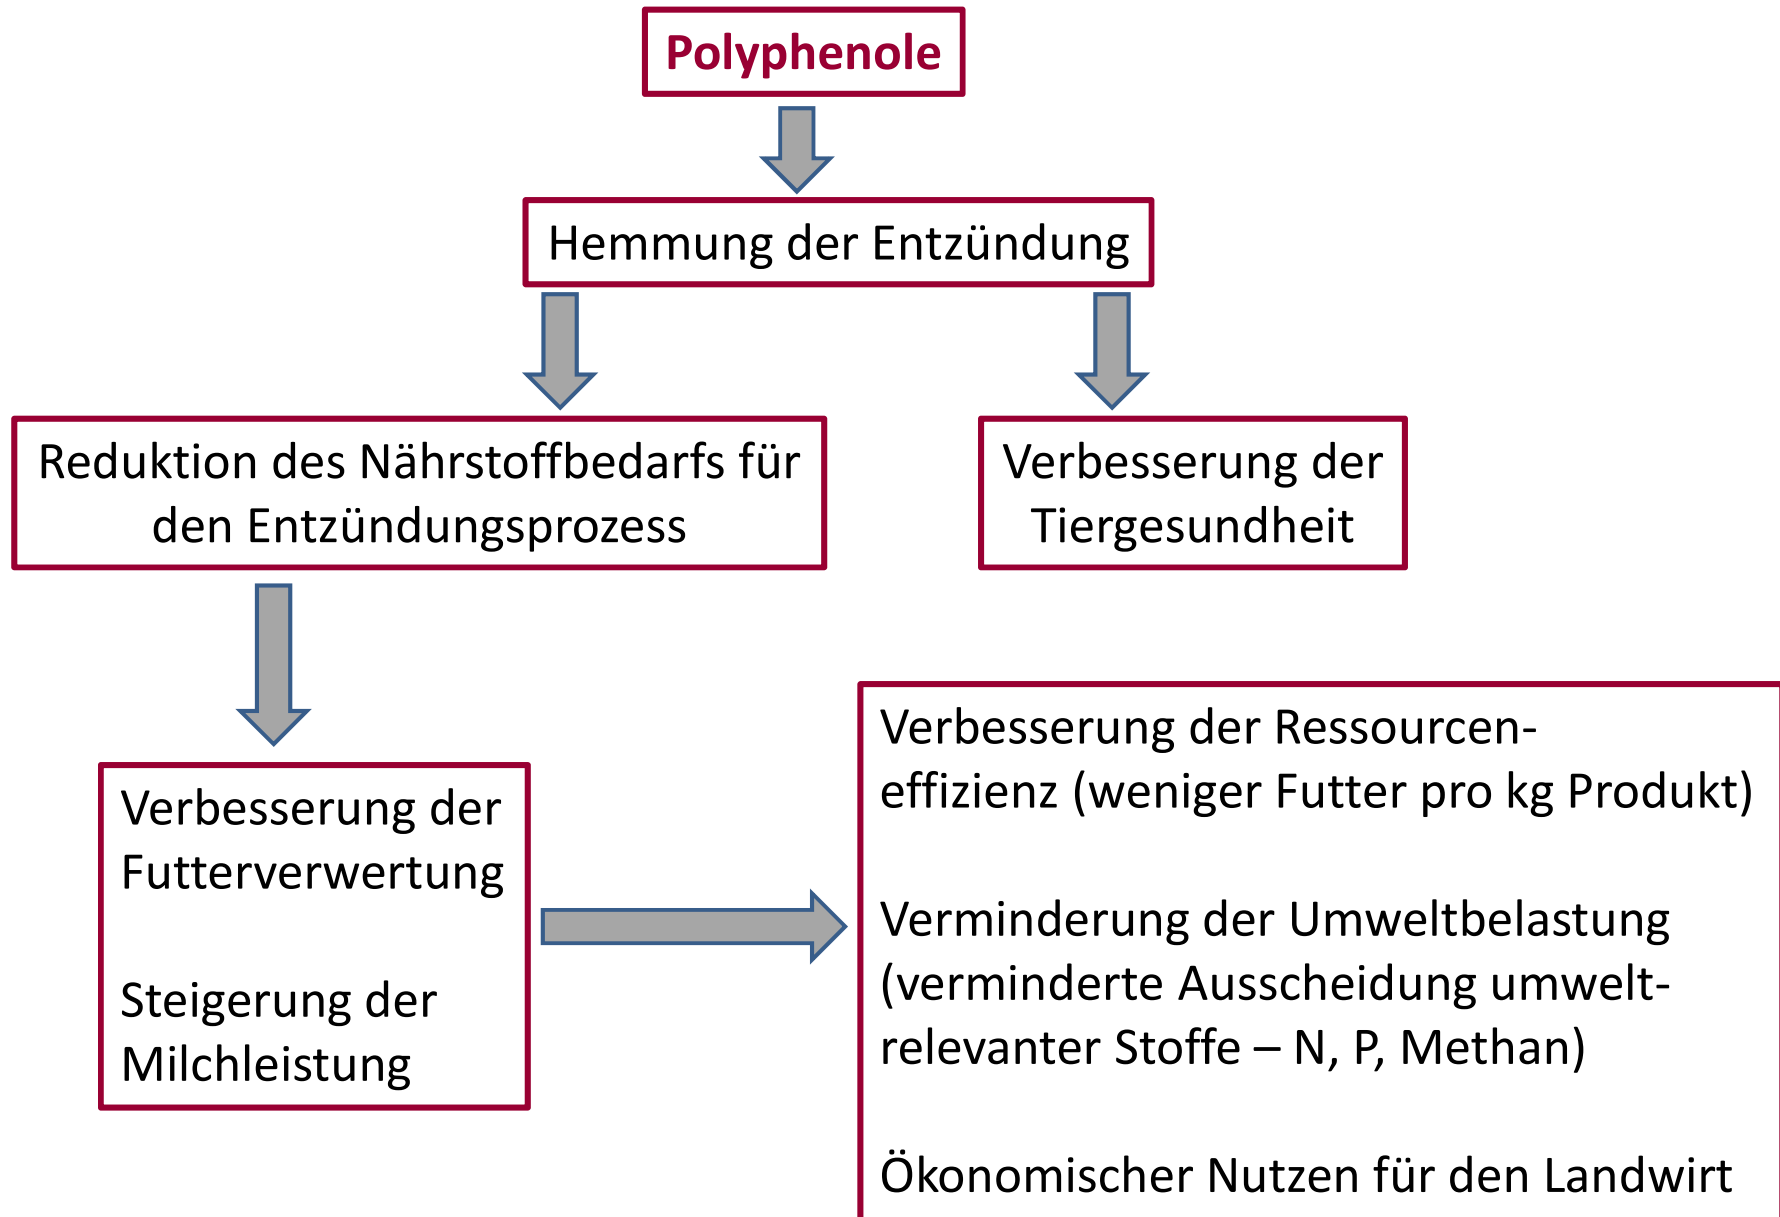 Polyphenole
Hemmung der Entzündung
Reduktion des Nährstoffbedarfs für
den Entzündungsprozess
Verbesserung der
Tiergesundheit
Verbesserung der
Futterverwertung
Steigerung der
Milchleistung
Verbesserung der Ressourcen-
effizienz (weniger Futter pro kg Produkt)
Verminderung der Umweltbelastung
(verminderte Ausscheidung umwelt-
relevanter Stoffe – N, P, Methan)
Ökonomischer Nutzen für den Landwirt